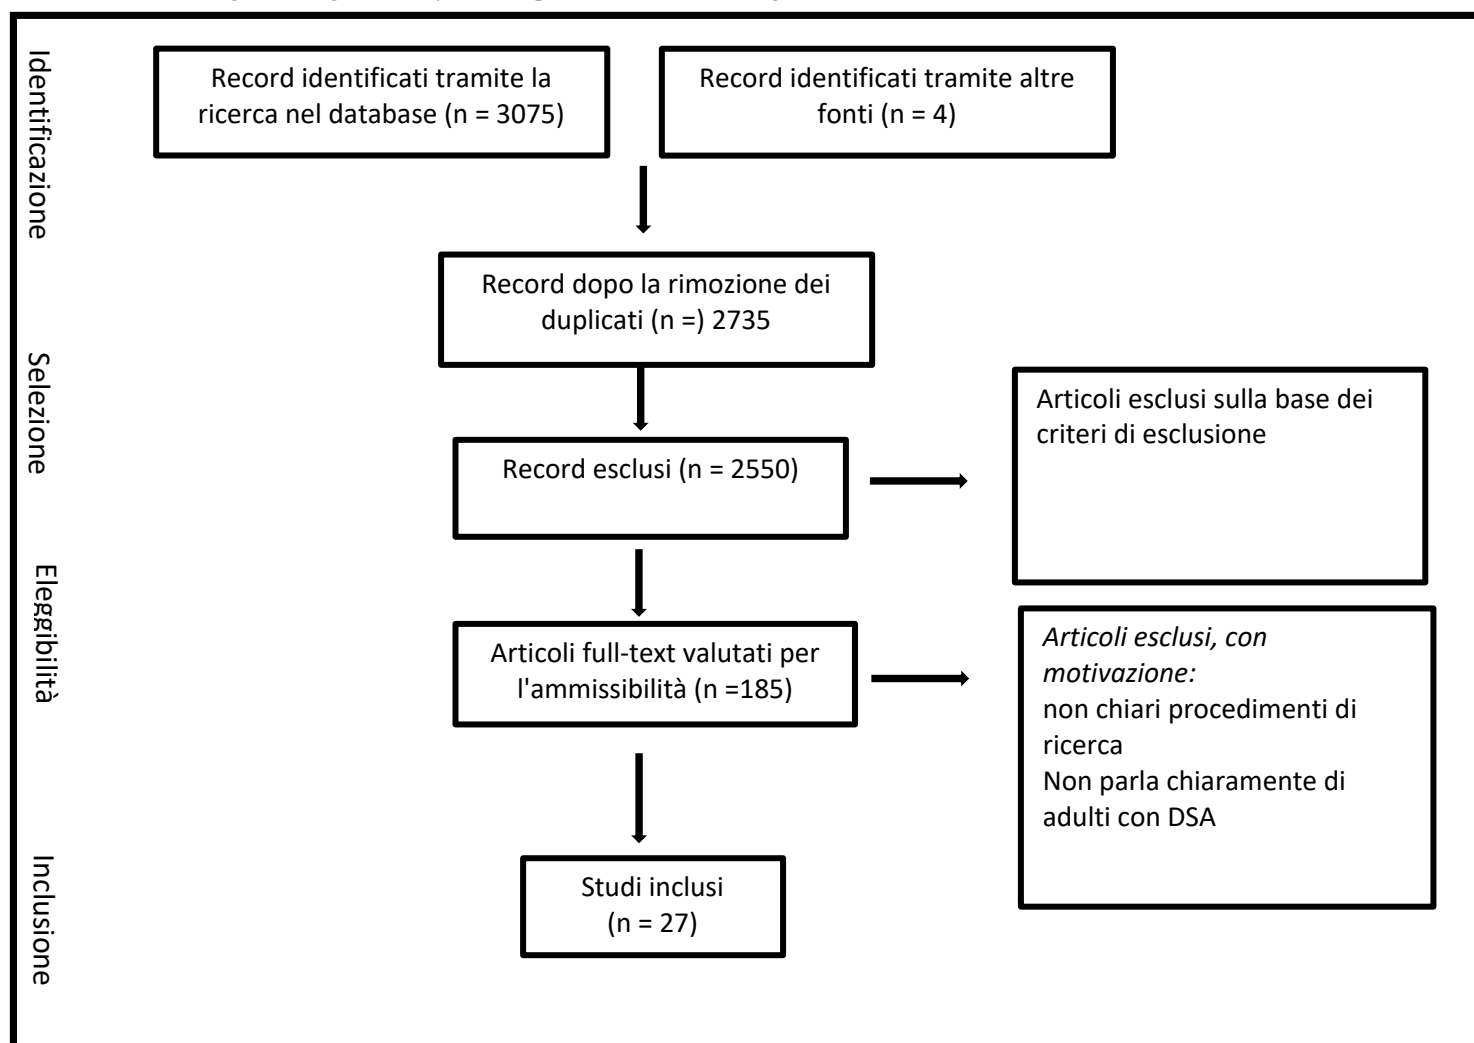 Identificazione
Record identificati tramite la
ricerca nel database (n = 3075)
Record identificati tramite altre
fonti (n = 4)
Record dopo la rimozione dei
duplicati (n =) 2735
Selezione
Record esclusi (n = 2550)
Articoli esclusi sulla base dei
criteri di esclusione
Eleggibilità
Articoli full-text valutati per
l'ammissibilità (n =185)
Articoli esclusi, con
motivazione:
non chiari procedimenti di
ricerca
Non parla chiaramente di
adulti con DSA
Inclusione
Studi inclusi
(n = 27)